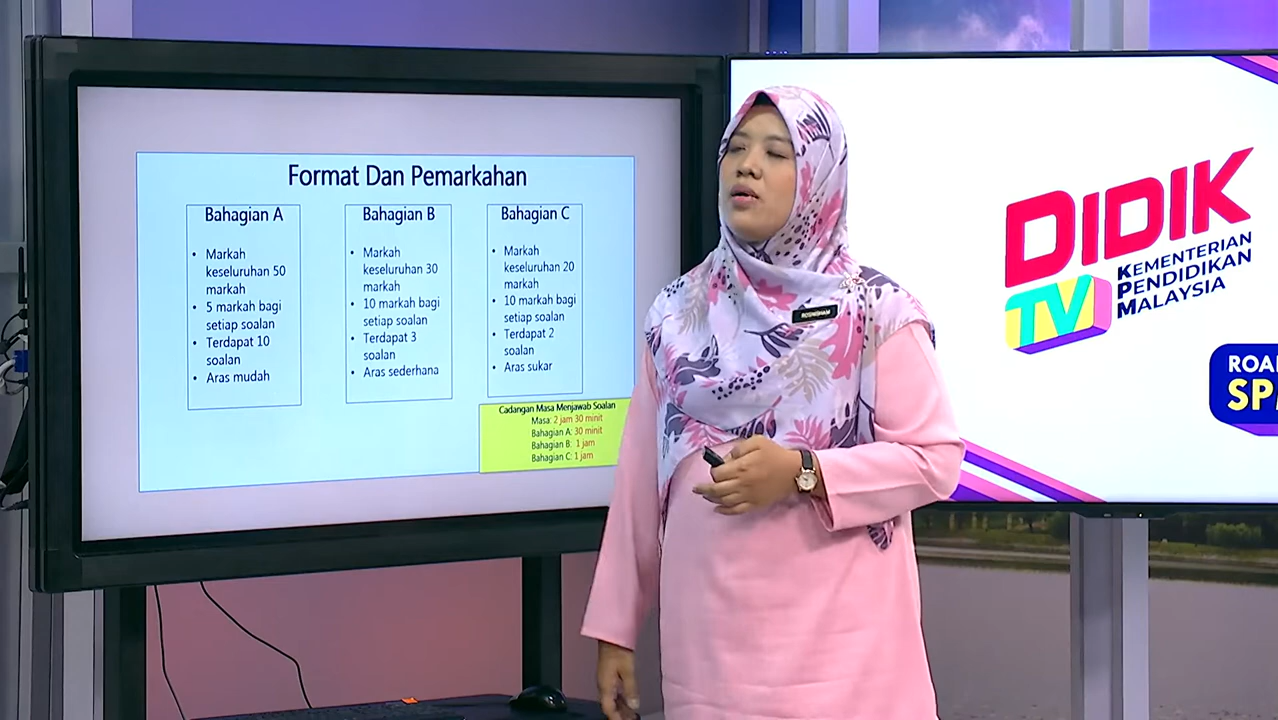 Format Dan Pemarkahan
Bahagian A
• Markah
keseluruhan 50
markah
• 5 markah bagi
setiap soalan
• Terdapat 10
soalan
• Aras mudah
Bahagian B
• Markah
keseluruhan 30
markah
• 10 markah bagi
setiap soalan
• Terdapat 3
soalan
• Aras sederhana
Bahagian C
• Markah
keseluruhan 20
markah
• 10 markah bagi
setiap soalan
• Terdapat 2
soalan
• Aras sukar
Cadangan Masa Menjawab Soalan
Masa: 2 jam 30 minit
Bahagian A: 30 minit
Bahagian B: 1 jam
Bahagian C: 1 jam
DIDIK
TV
KEMENTERIAN
PENDIDIKAN
MALAYSIA